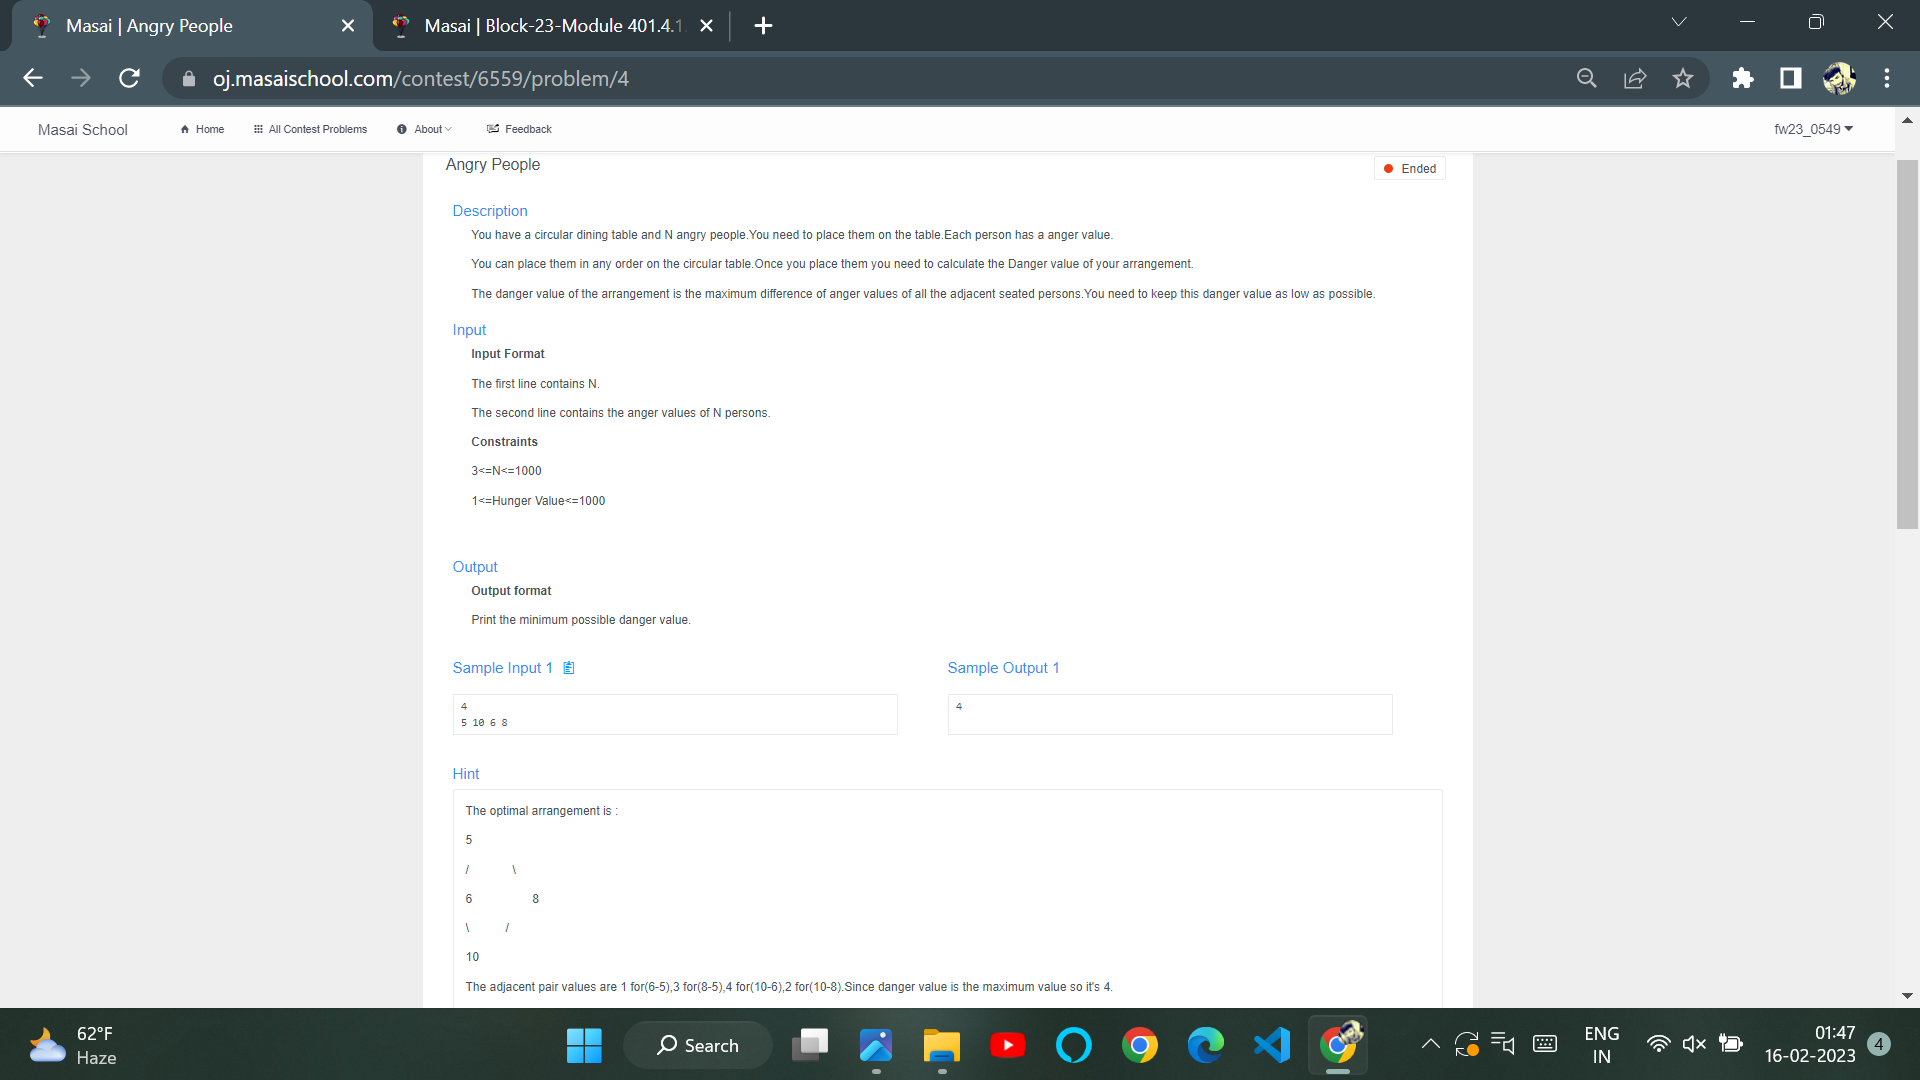 Masai | Angry People
Masai | Block-23-Module 401.4.1
oj.masaischool.com/contest/6559/problem/4
Masai School
Home
All Contest Problems
About
Feedback
fw23_0549
Angry People
Ended
Description
You have a circular dining table and N angry people.You need to place them on the table.Each person has a anger value.
You can place them in any order on the circular table.Once you place them you need to calculate the Danger value of your arrangement.
The danger value of the arrangement is the maximum difference of anger values of all the adjacent seated persons.You need to keep this danger value as low as possible.
Input
Input Format
The first line contains N.
The second line contains the anger values of N persons.
Constraints
3<=N<=1000
1<=Hunger Value<=1000
Output
Output format
Print the minimum possible danger value.
Sample Input 1
4
5 10 6 8
Sample Output 1
4
Hint
The optimal arrangement is :
5
/ \
6 8
\ /
10
The adjacent pair values are 1 for(6-5),3 for(8-5),4 for(10-6),2 for(10-8).Since danger value is the maximum value so it's 4.
62°F
Haze
Search
ENG
IN
01:47
16-02-2023
4